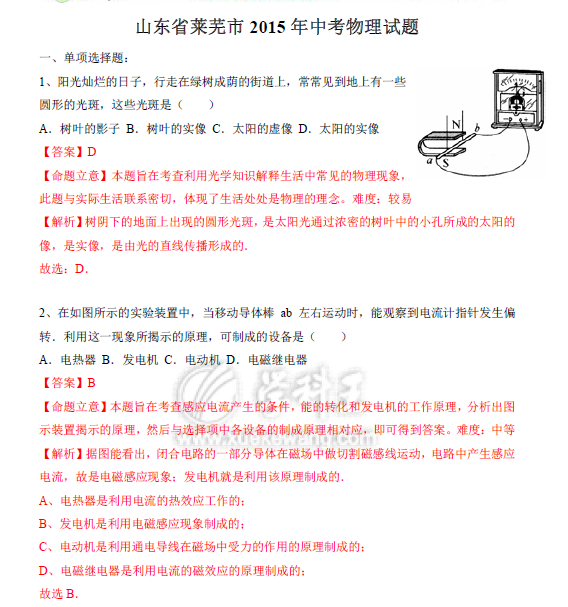 山东省莱芜市 2015 年中考物理试题
一、单项选择题：
1、阳光灿烂的日子，行走在绿树成荫的街道上，常常见到地上有一些
圆形的光斑，这些光斑是（　　）
A．树叶的影子 B．树叶的实像 C．太阳的虚像 D．太阳的实像
N
b
a
S
【答案】D
【命题立意】本题旨在考查利用光学知识解释生活中常见的物理现象，
此题与实际生活联系密切，体现了生活处处是物理的理念。难度：较易
【解析】树阴下的地面上出现的圆形光斑，是太阳光通过浓密的树叶中的小孔所成的太阳的
像，是实像，是由光的直线传播形成的．
故选：D．
2、在如图所示的实验装置中，当移动导体棒 ab 左右运动时，能观察到电流计指针发生偏
转．利用这一现象所揭示的原理，可制成的设备是（　　）
A．电热器 B．发电机 C．电动机 D．电磁继电器
【答案】B
【命题立意】本题旨在考查感应电流产生的条件，能的转化和发电机的工作原理，分析出图
示装置揭示的原理，然后与选择项中各设备的制成原理相对应，即可得到答案。难度：中等
【解析】据图能看出，闭合电路的一部分导体在磁场中做切割磁感线运动，电路中产生感应
电流，故是电磁感应现象；发电机就是利用该原理制成的．
A、电热器是利用电流的热效应工作的；
B、发电机是利用电磁感应现象制成的；
C、电动机是利用通电导线在磁场中受力的作用的原理制成的；
D、电磁继电器是利用电流的磁效应的原理制成的；
故选 B．
学科王
www.xuekewang.com